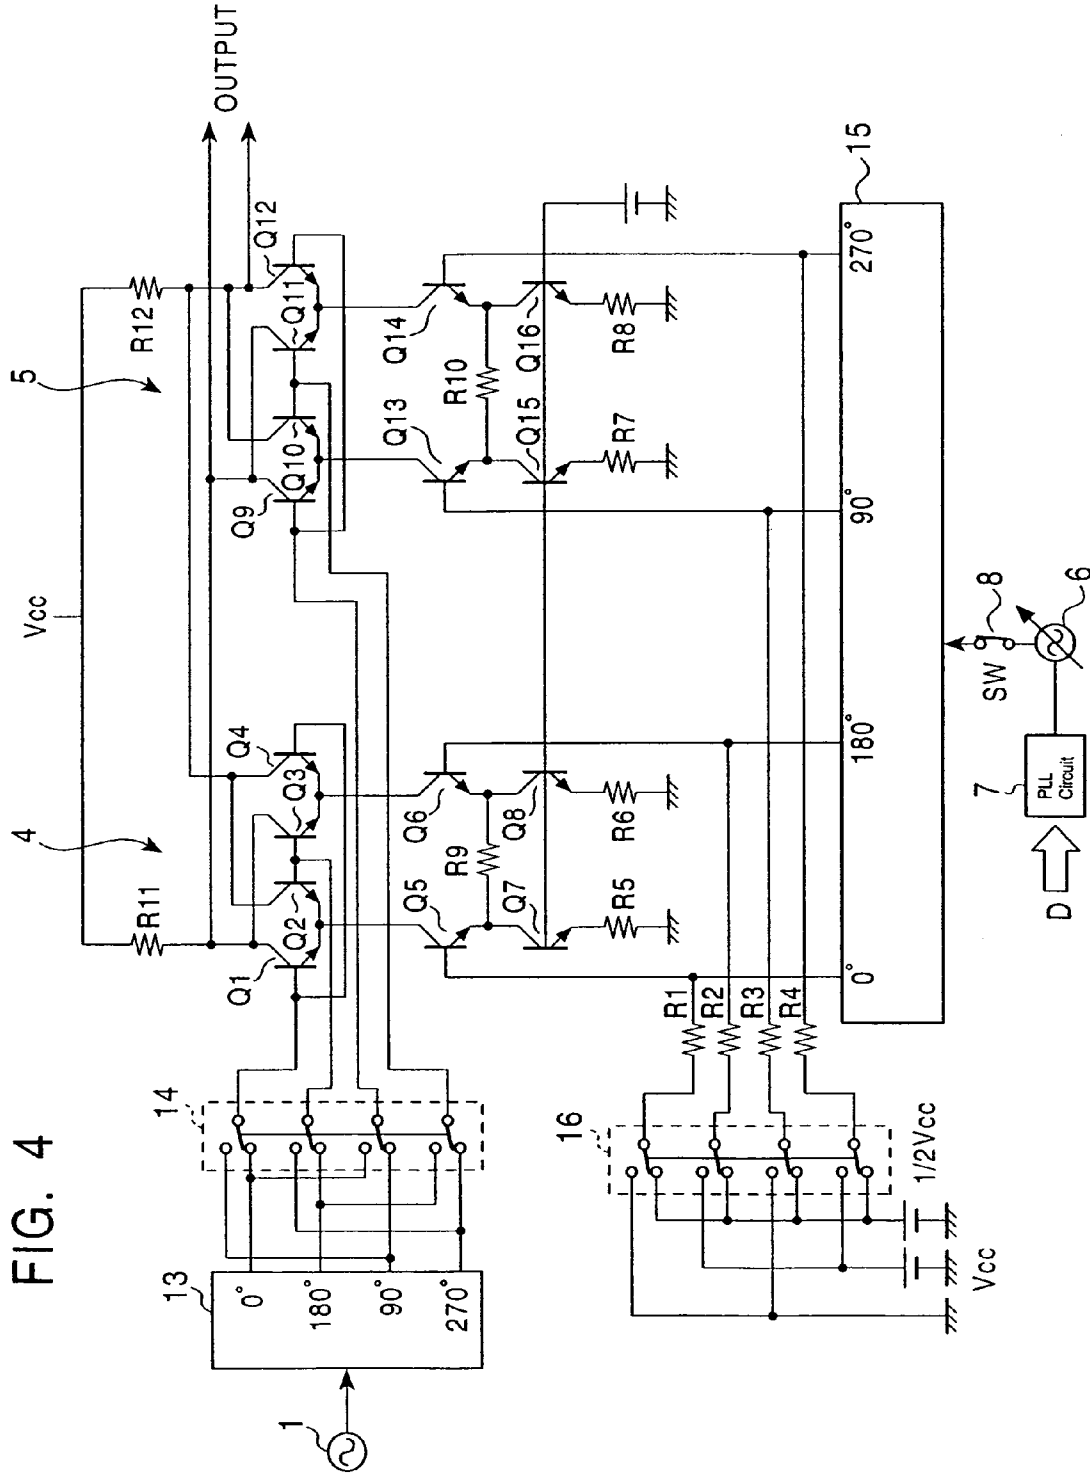 FIG. 4
Vcc
4
5
R11
R12
OUTPUT
Q1
Q2
Q3
Q4
Q9
Q10
Q11
Q12
14
13
0°
180°
90°
270°
1
Q5
Q6
Q13
Q14
R9
R10
Q7
Q8
Q15
Q16
R5
R6
R7
R8
R1
R2
R3
R4
16
1/2Vcc
Vcc
15
0°
180°
90°
270°
SW
8
6
7
PLL
Circuit
D